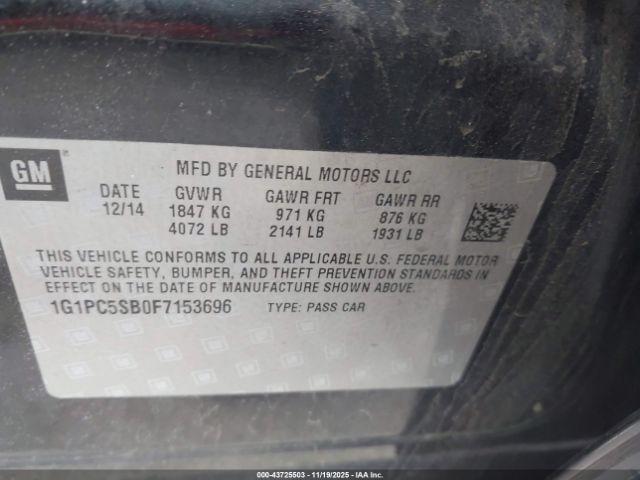 GM
MFD BY GENERAL MOTORS LLC
DATE GVWR GAWR FRT GAWR RR
12/14 1847 KG 971 KG 876 KG
4072 LB 2141 LB 1931 LB
THIS VEHICLE CONFORMS TO ALL APPLICABLE U.S. FEDERAL MOTOR
VEHICLE SAFETY, BUMPER, AND THEFT PREVENTION STANDARDS IN
EFFECT ON THE DATE OF MANUFACTURE SHOWN ABOVE.
1G1PC5SB0F7153696 TYPE: PASS CAR
000-43725503 - 11/19/2025 - IAA Inc.